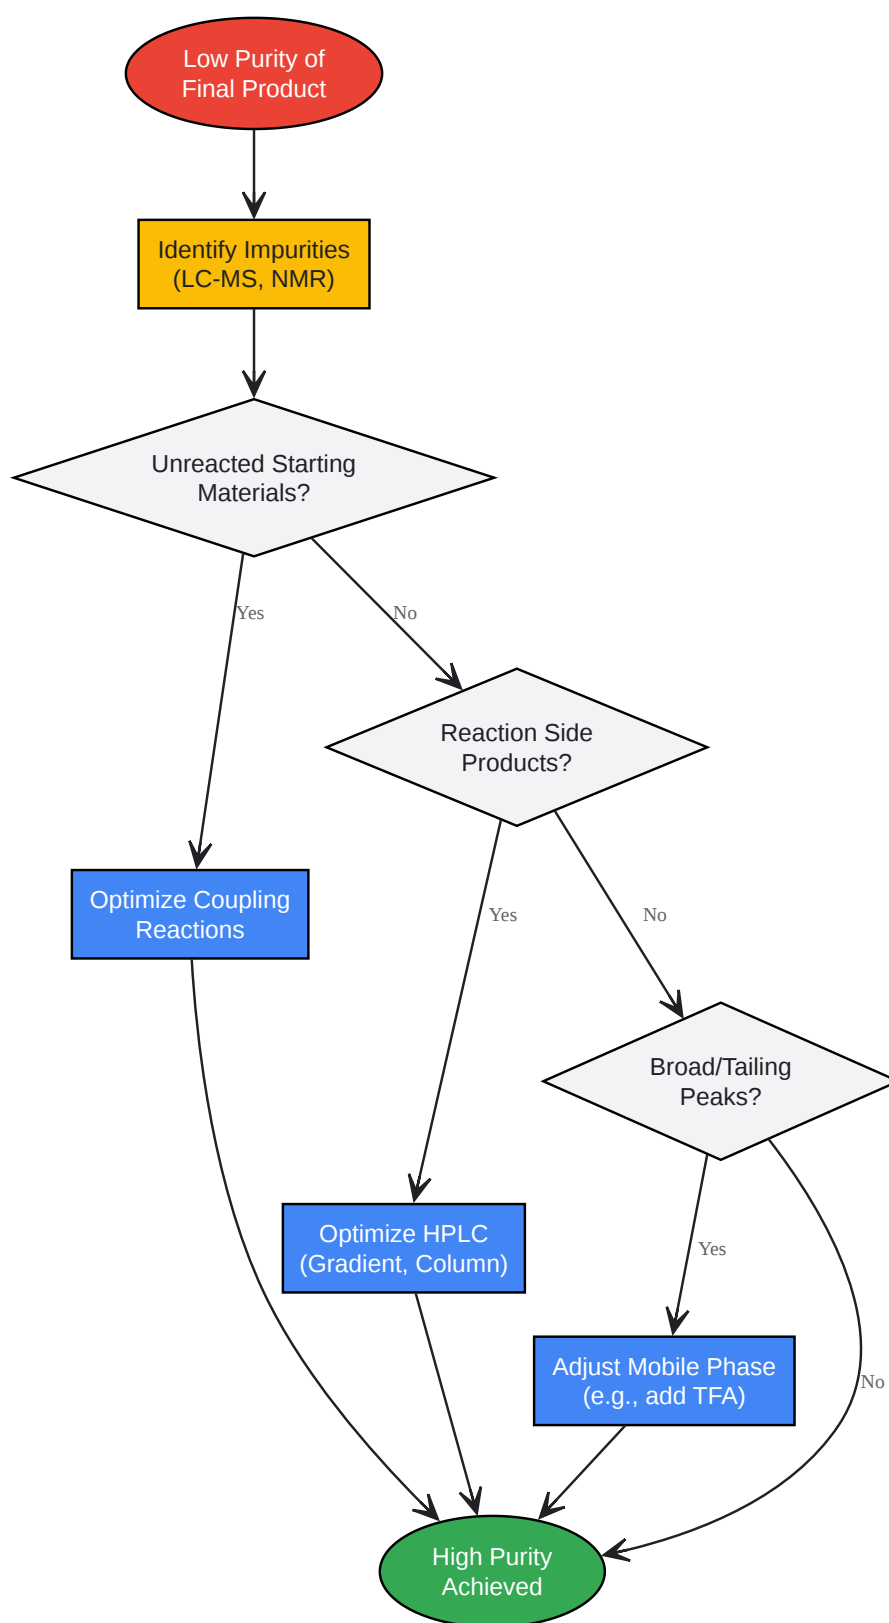 Low Purity of
Final Product
Identify Impurities
(LC-MS, NMR)
Unreacted Starting
Materials?
Yes
No
Reaction Side
Products?
Optimize Coupling
Reactions
Yes
No
Broad/Tailing
Peaks?
Optimize HPLC
(Gradient, Column)
Yes
Adjust Mobile Phase
(e.g., add TFA)
No
High Purity
Achieved